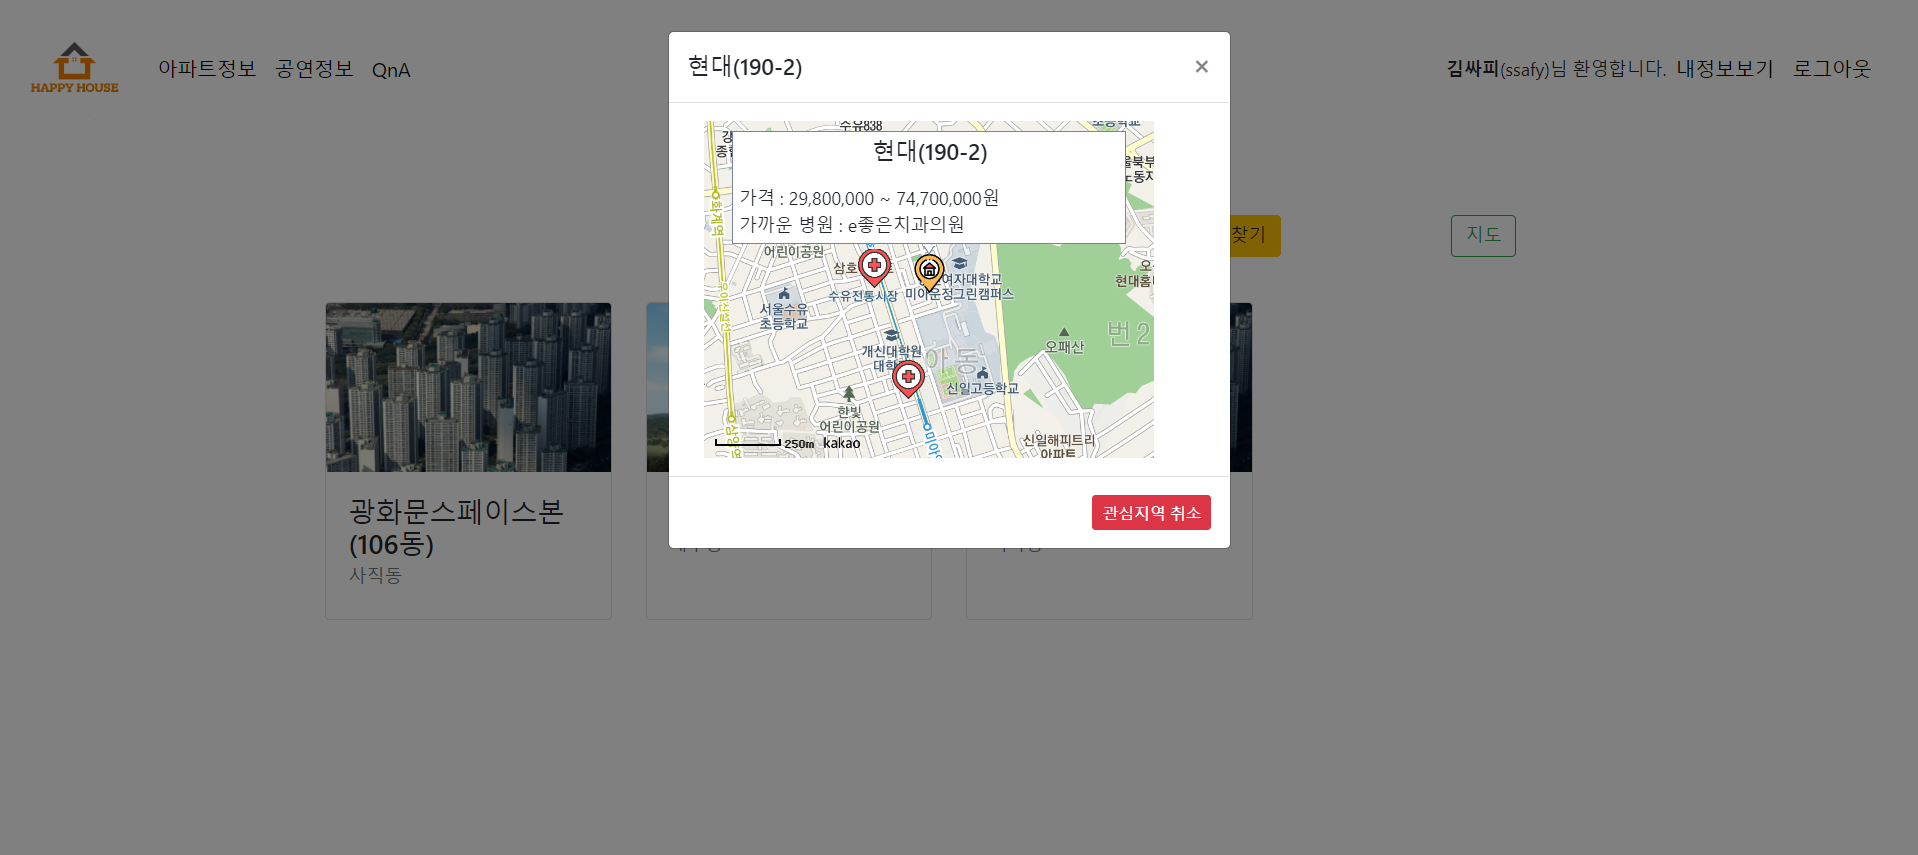 HAPPY HOUSE
아파트정보 공연정보 QnA
김싸피(ssafy)님 환영합니다. 내정보보기 로그아웃
현대(190-2)
×
수유838
현대(190-2)
가격 : 29,800,000 ~ 74,700,000원
가까운 병원 : e좋은치과의원
화계역
어린이공원
삼호
수유전통시장
여자대학교
미아운정그린캠퍼스
서울수유
초등학교
개신대학원
오패산
번2
신일고등학교
한빛
어린이공원
신일해피트리
아파트
250m kakao
찾기
지도
광화문스페이스본
(106동)
사직동
관심지역 취소